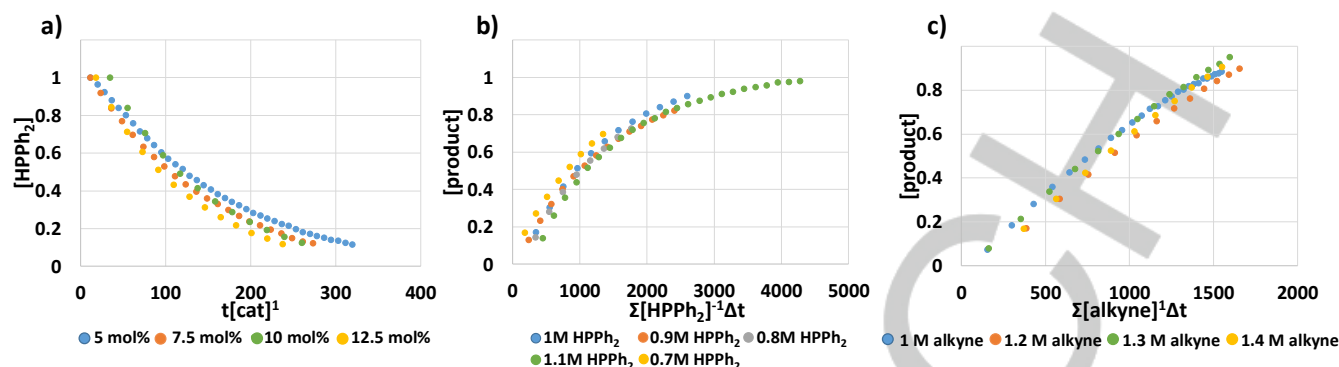 a)
[HPPh₂]
1
0.8
0.6
0.4
0.2
0
0 100 200 300 400
t[cat]¹
5 mol% 7.5 mol% 10 mol% 12.5 mol%
b)
[product]
1
0.8
0.6
0.4
0.2
0
0 1000 2000 3000 4000 5000
Σ[HPPh₂]⁻¹Δt
1M HPPh₂ 0.9M HPPh₂ 0.8M HPPh₂
1.1M HPPh₂ 0.7M HPPh₂
c)
[product]
0.8
0.6
0.4
0.2
0
0 500 1000 1500 2000
Σ[alkyne]¹Δt
1 M alkyne 1.2 M alkyne 1.3 M alkyne 1.4 M alkyne